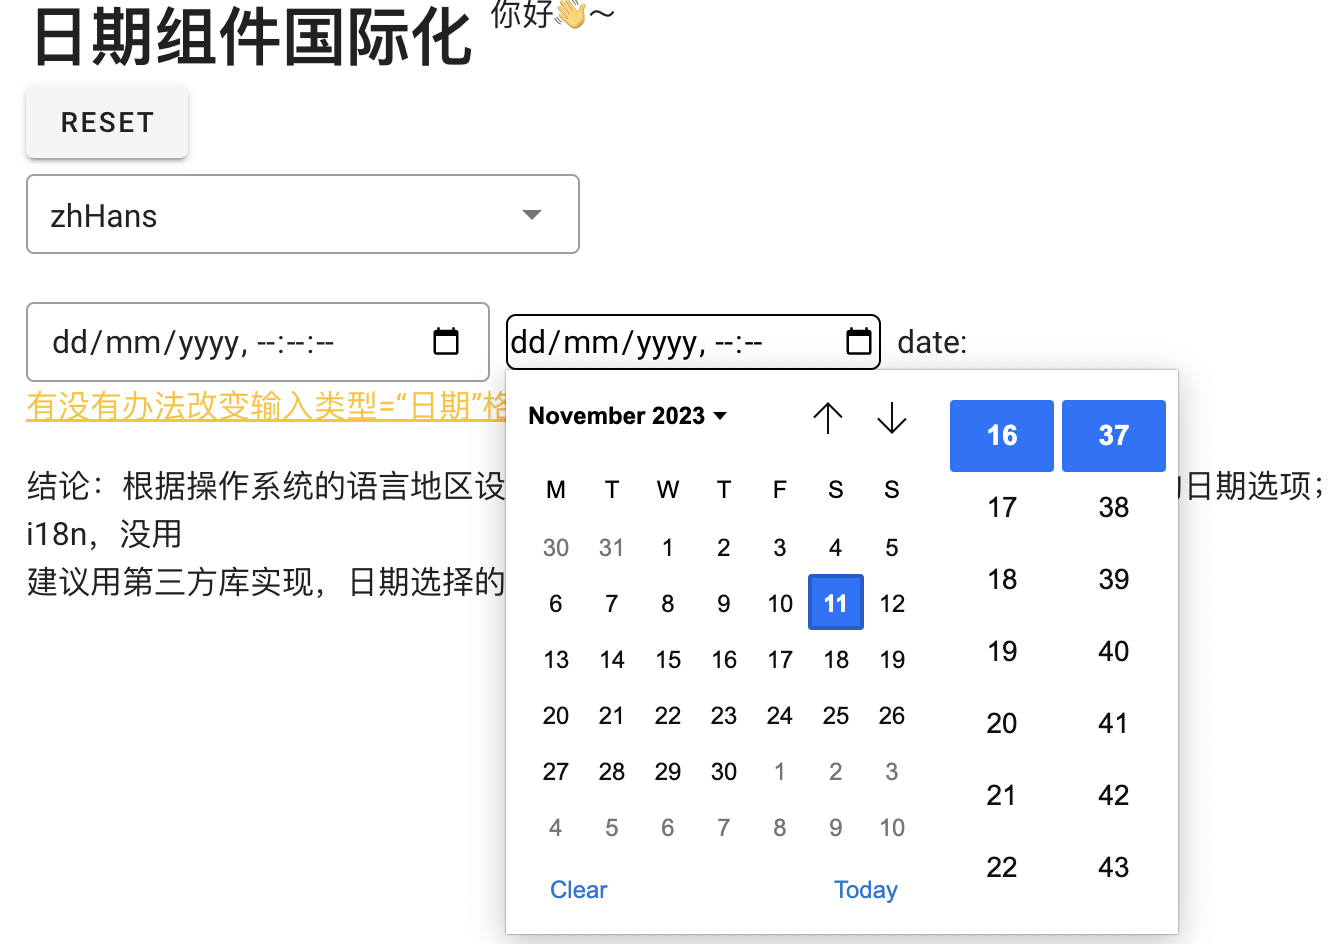 日期组件国际化 你好👋～
RESET
zhHans
dd/mm/yyyy, --:--:--
dd/mm/yyyy, --:--
date:
有没有办法改变输入类型=“日期”格
结论：根据操作系统的语言地区设
日期选项；
i18n，没用
建议用第三方库实现，日期选择的
November 2023
M T W T F S S
30 31 1 2 3 4 5
6 7 8 9 10 11 12
13 14 15 16 17 18 19
20 21 22 23 24 25 26
27 28 29 30 1 2 3
4 5 6 7 8 9 10
Clear Today
16 37
17 38
18 39
19 40
20 41
21 42
22 43